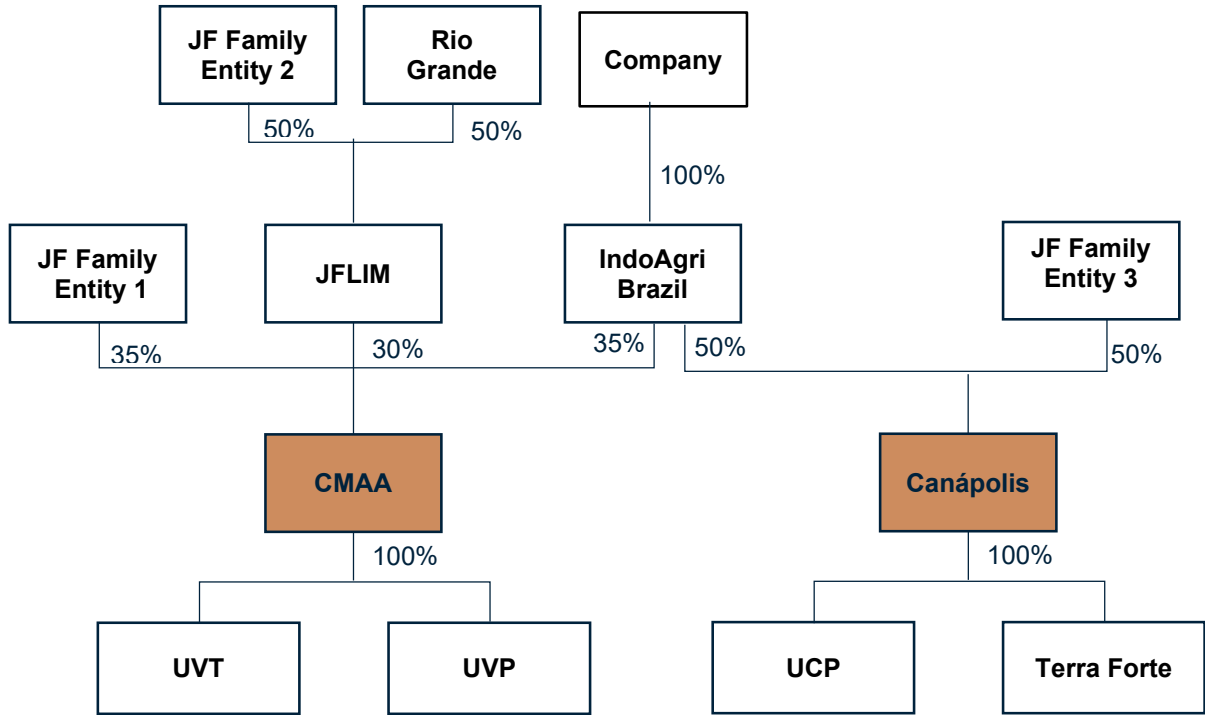 JF Family
Entity 2
Rio
Grande
Company
50%
50%
100%
JF Family
Entity 1
JFLIM
IndoAgri
Brazil
JF Family
Entity 3
35%
30%
35%
50%
50%
CMAA
Canápolis
100%
100%
UVT
UVP
UCP
Terra Forte